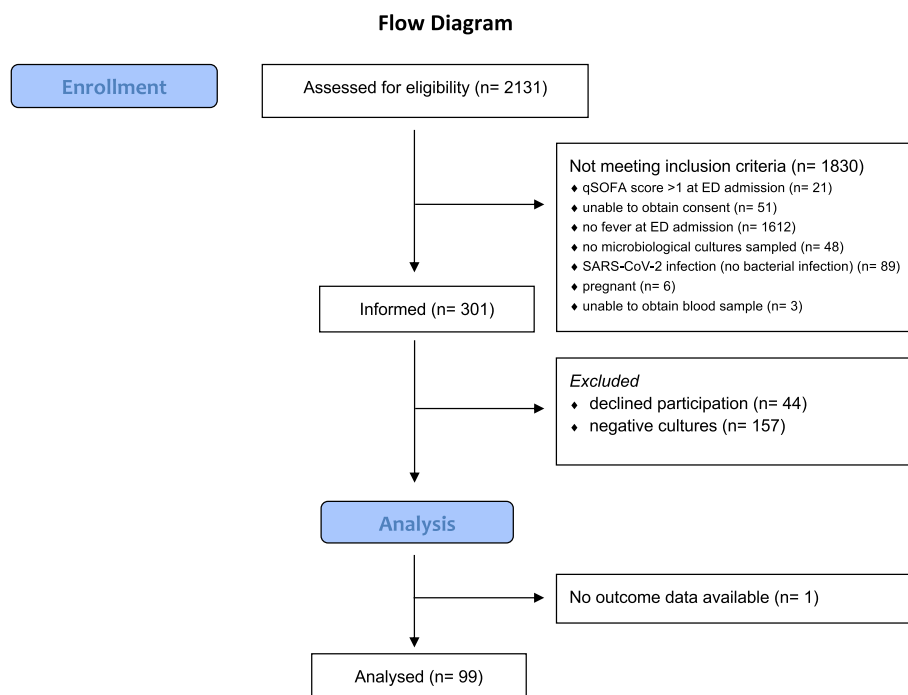 Flow Diagram
Enrollment
Assessed for eligibility (n= 2131)
Not meeting inclusion criteria (n= 1830)
♦ qSOFA score >1 at ED admission (n= 21)
♦ unable to obtain consent (n= 51)
♦ no fever at ED admission (n= 1612)
♦ no microbiological cultures sampled (n= 48)
♦ SARS-CoV-2 infection (no bacterial infection) (n= 89)
♦ pregnant (n= 6)
♦ unable to obtain blood sample (n= 3)
Informed (n= 301)
Excluded
♦ declined participation (n= 44)
♦ negative cultures (n= 157)
Analysis
No outcome data available (n= 1)
Analysed (n= 99)